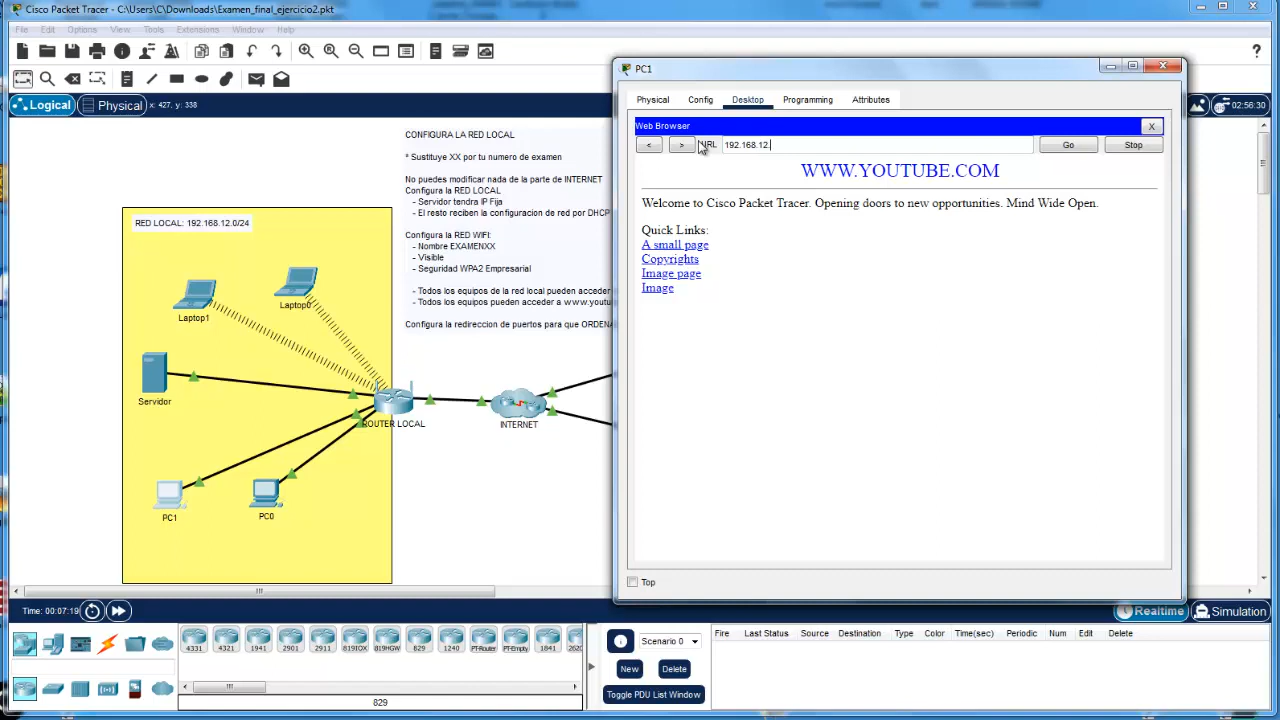 Cisco Packet Tracer - C:\Users\C\Downloads\Examen_final_ejercicio2.pkt
File Edit Options View Tools Extensions Window Help
Logical Physical x: 427, y: 338
02:56:30
CONFIGURA LA RED LOCAL
* Sustituye XX por tu numero de examen
No puedes modificar nada de la parte de INTERNET
Configura la RED LOCAL
- Servidor tendra IP Fija
- El resto reciben la configuracion de red por DHCP
Configura la RED WIFI:
- Nombre EXAMENXX
- Visible
- Seguridad WPA2 Empresarial
- Todos los equipos de la red local pueden acceder
- Todos los equipos pueden acceder a www.youtu
Configura la redireccion de puertos para que ORDENA
RED LOCAL: 192.168.12.0/24
Laptop1
Laptop0
Servidor
ROUTER LOCAL
INTERNET
PC1
PC0
PC1
Physical Config Desktop Programming Attributes
Web Browser X
< > URL 192.168.12. Go Stop
WWW.YOUTUBE.COM
Welcome to Cisco Packet Tracer. Opening doors to new opportunities. Mind Wide Open.
Quick Links:
A small page
Copyrights
Image page
Image
Top
Time: 00:07:19
Realtime Simulation
4331 4321 1941 2901 2911 819IOX 819HGW 829 1240 PT-Router PT-Empty 1841 2620
829
Scenario 0
New Delete
Toggle PDU List Window
Fire Last Status Source Destination Type Color Time(sec) Periodic Num Edit Delete